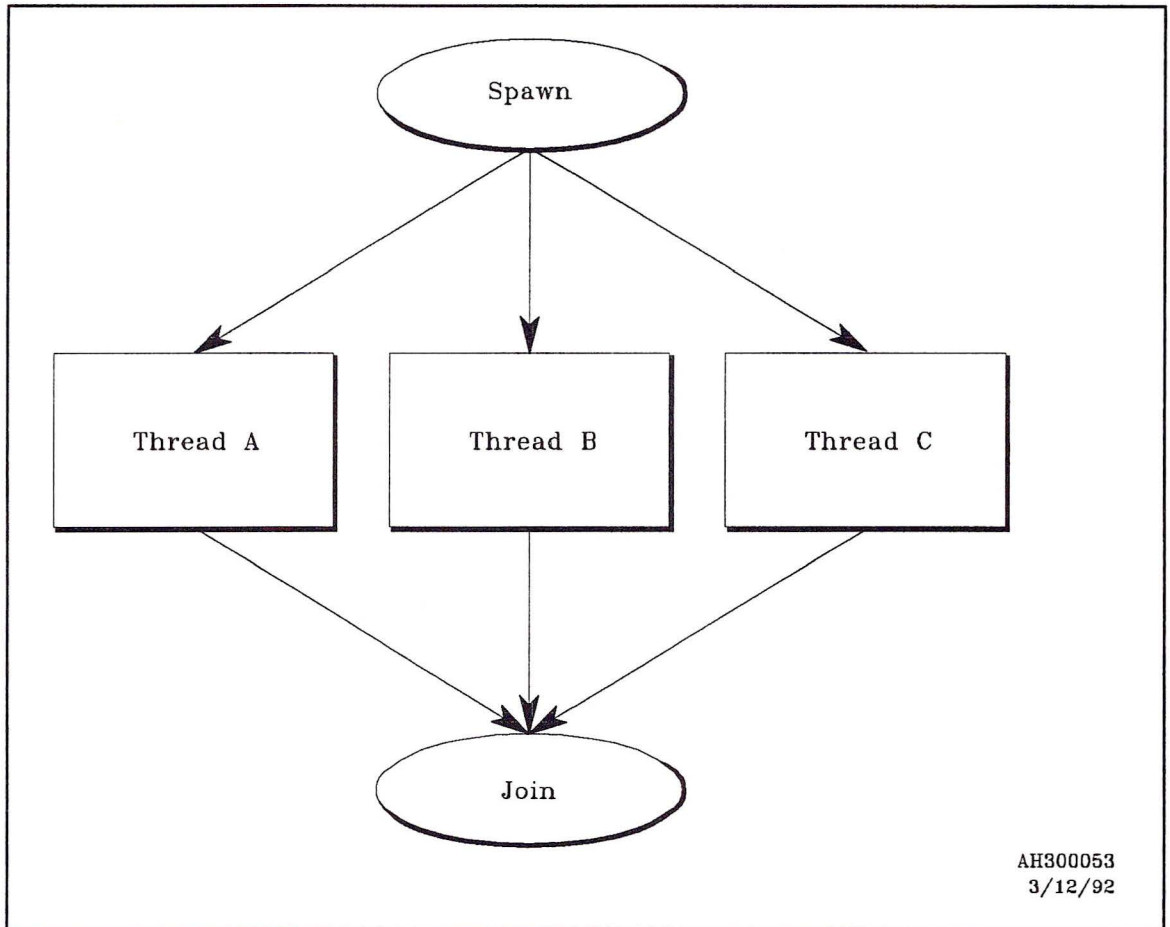 Spawn
Thread A
Thread B
Thread C
Join
AH300053
3/12/92